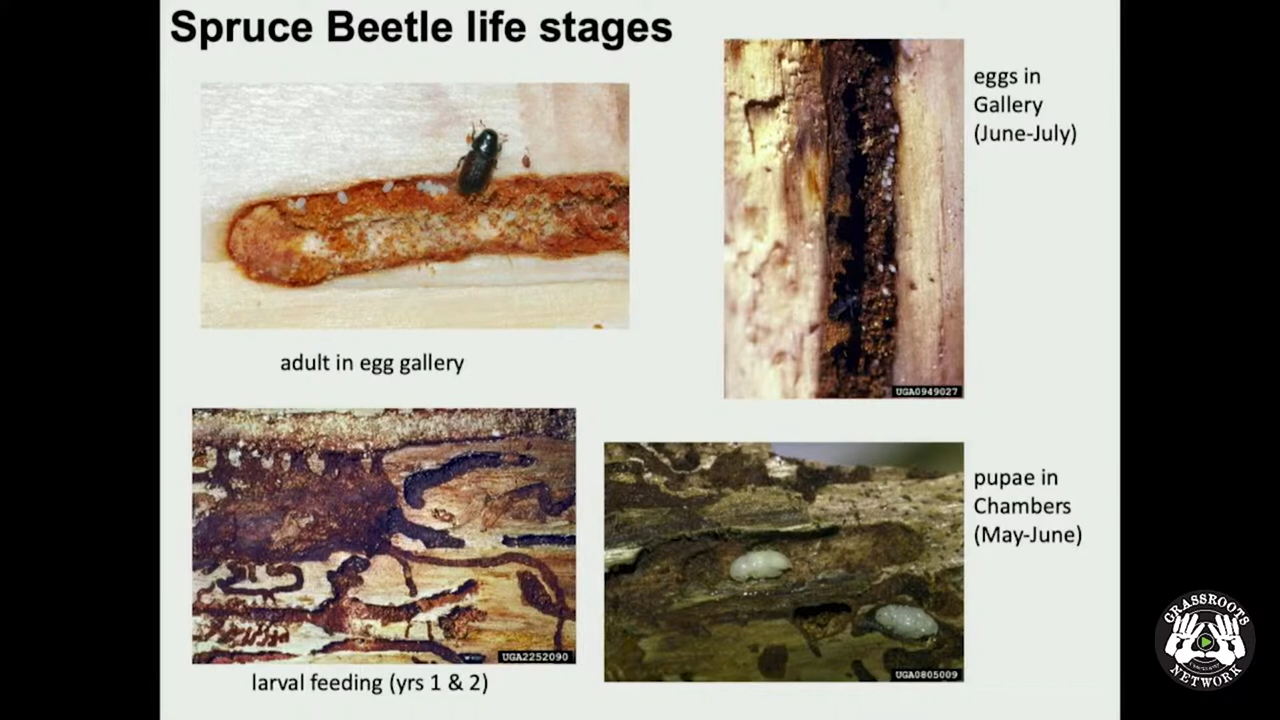 Spruce Beetle life stages
eggs in
Gallery
(June-July)
UGA0949027
adult in egg gallery
pupae in
Chambers
(May-June)
UGA2252090
UGA0805009
larval feeding (yrs 1 & 2)
GRASSROOTS
NETWORK